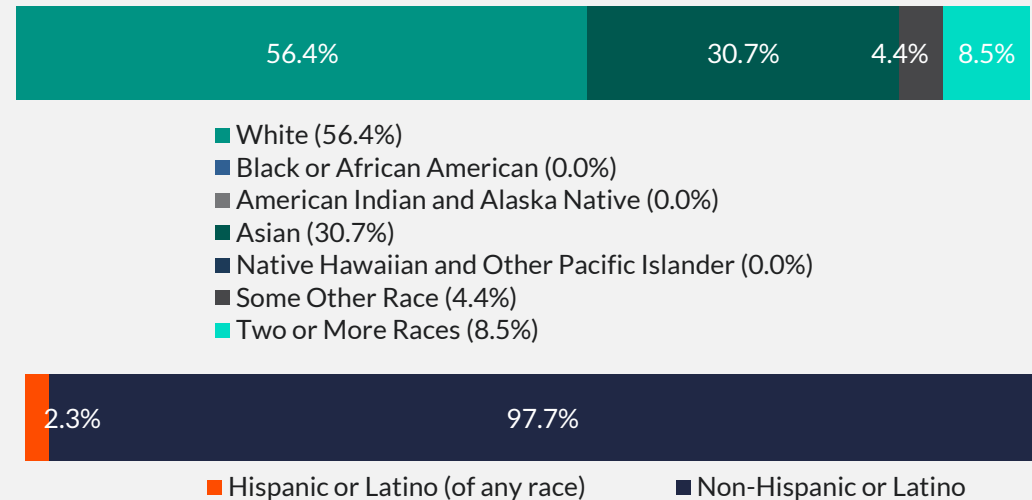 56.4% 30.7% 4.4% 8.5%
White (56.4%)
Black or African American (0.0%)
American Indian and Alaska Native (0.0%)
Asian (30.7%)
Native Hawaiian and Other Pacific Islander (0.0%)
Some Other Race (4.4%)
Two or More Races (8.5%)
2.3% 97.7%
Hispanic or Latino (of any race) Non-Hispanic or Latino